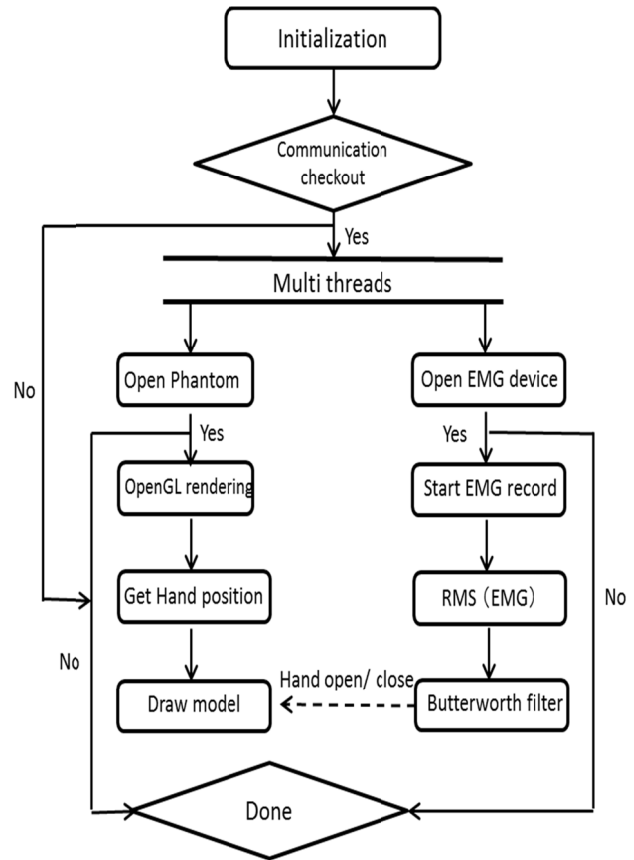 Initialization
Communication
checkout
Yes
Multi threads
No
Open Phantom
Open EMG device
Yes
Yes
OpenGL rendering
Start EMG record
Get Hand position
RMS（EMG）
No
No
Hand open/ close
Draw model
Butterworth filter
Done